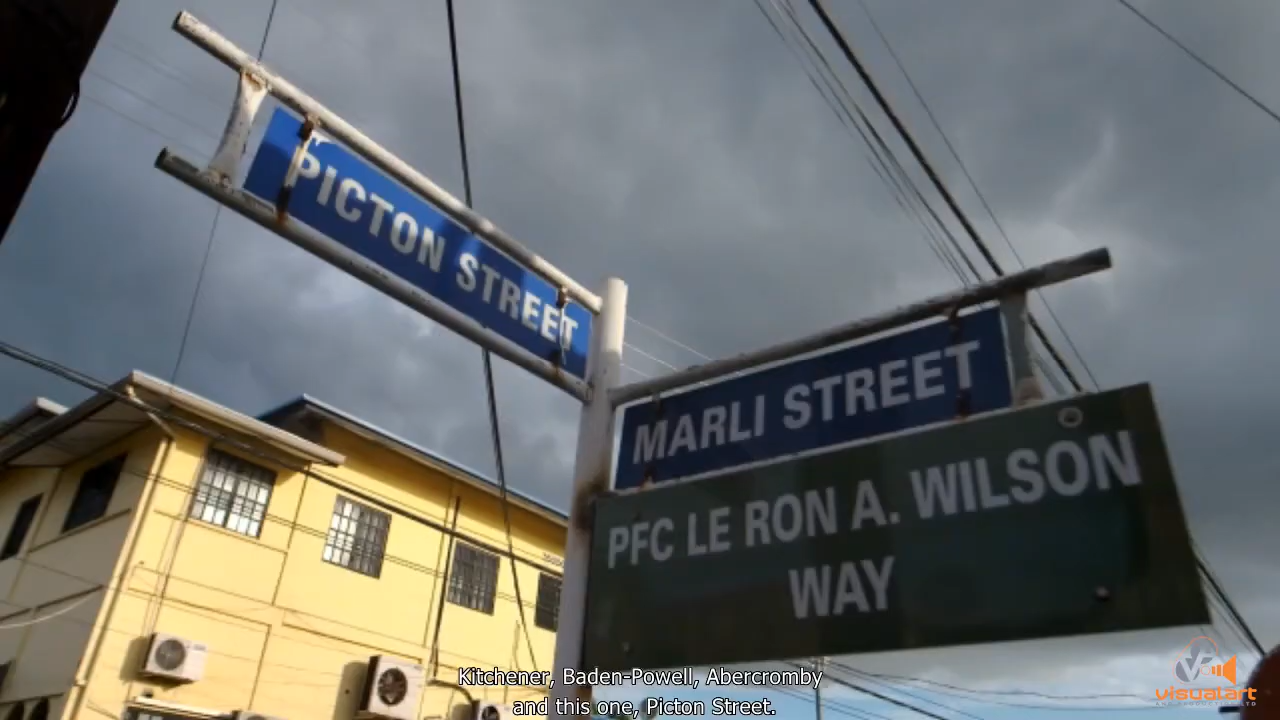 PICTON STREET
MARLI STREET
PFC LE RON A. WILSON
WAY
Kitchener, Baden-Powell, Abercromby
and this one, Picton Street.
visualart